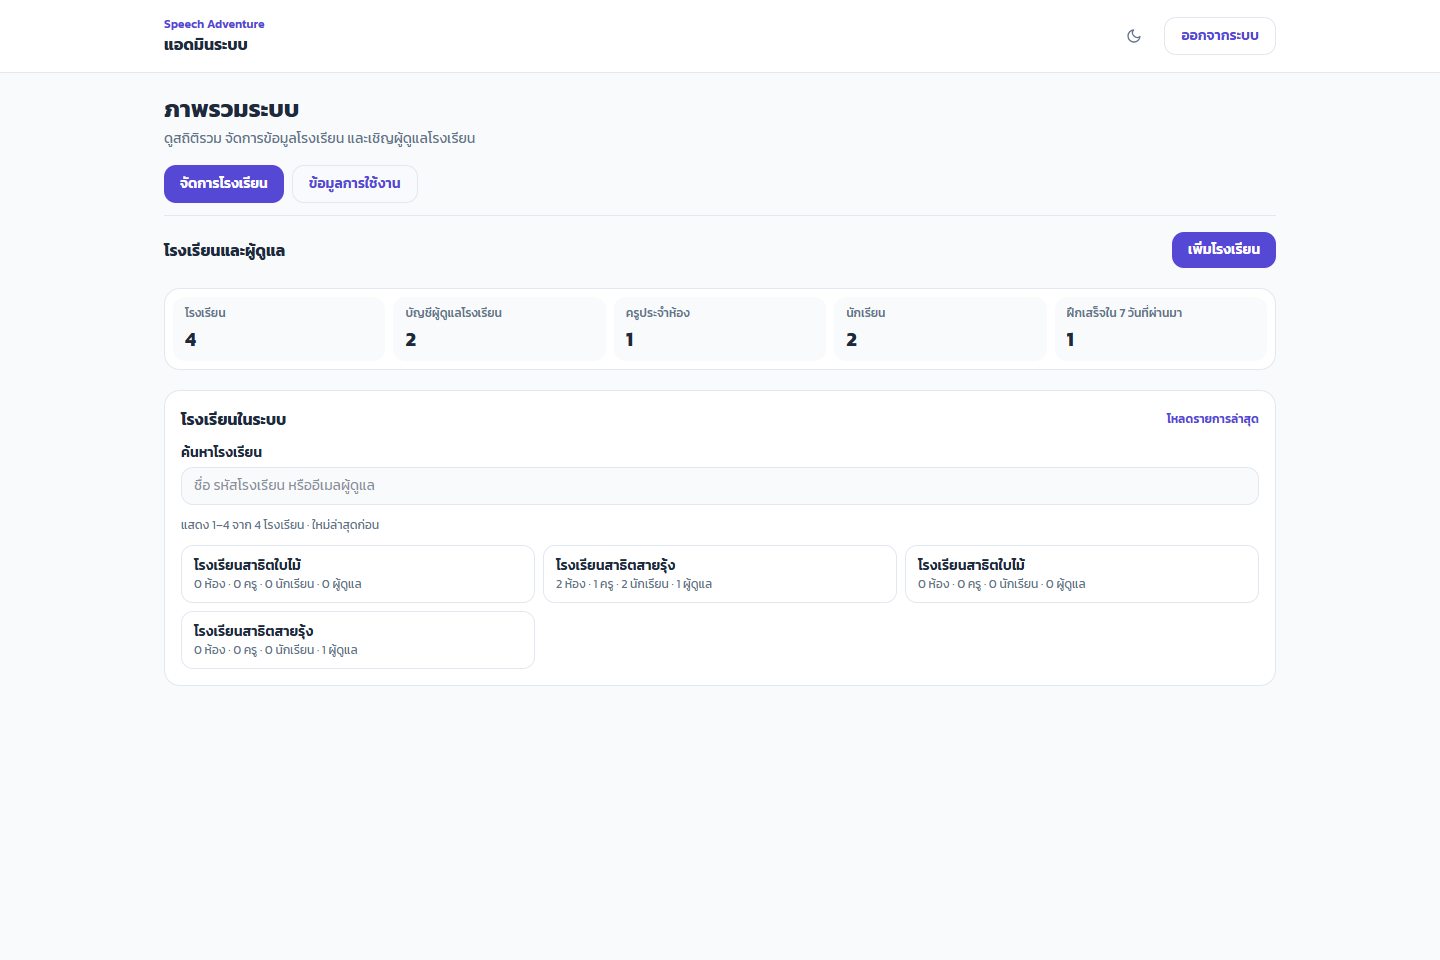 Speech Adventure
แอดมินระบบ
ออกจากระบบ
ภาพรวมระบบ
ดูสถิติรวม จัดการข้อมูลโรงเรียน และเชิญผู้ดูแลโรงเรียน
จัดการโรงเรียน
ข้อมูลการใช้งาน
โรงเรียนและผู้ดูแล
เพิ่มโรงเรียน
โรงเรียน
4
บัญชีผู้ดูแลโรงเรียน
2
ครูประจำห้อง
1
นักเรียน
2
ฝึกเสร็จใน 7 วันที่ผ่านมา
1
โรงเรียนในระบบ
โหลดรายการล่าสุด
ค้นหาโรงเรียน
ชื่อ รหัสโรงเรียน หรืออีเมลผู้ดูแล
แสดง 1–4 จาก 4 โรงเรียน · ใหม่ล่าสุดก่อน
โรงเรียนสาธิตใบไม้
0 ห้อง · 0 ครู · 0 นักเรียน · 0 ผู้ดูแล
โรงเรียนสาธิตสายรุ้ง
2 ห้อง · 1 ครู · 2 นักเรียน · 1 ผู้ดูแล
โรงเรียนสาธิตใบไม้
0 ห้อง · 0 ครู · 0 นักเรียน · 0 ผู้ดูแล
โรงเรียนสาธิตสายรุ้ง
0 ห้อง · 0 ครู · 0 นักเรียน · 1 ผู้ดูแล